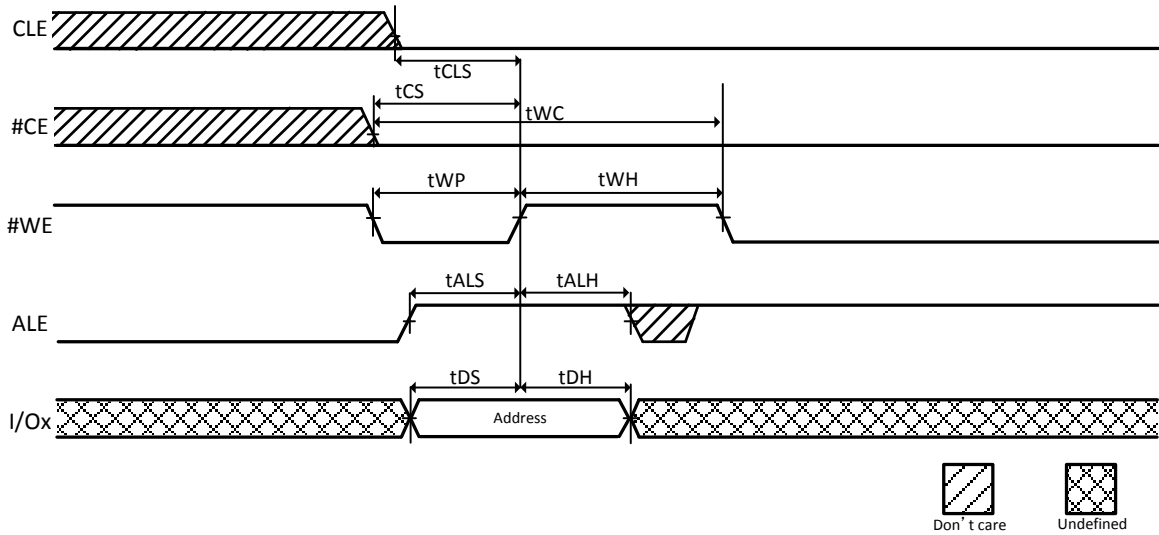 CLE
tCLS
tCS
#CE
tWC
tWP
tWH
#WE
tALS
tALH
ALE
tDS
tDH
I/Ox
Address
Don’t care
Undefined